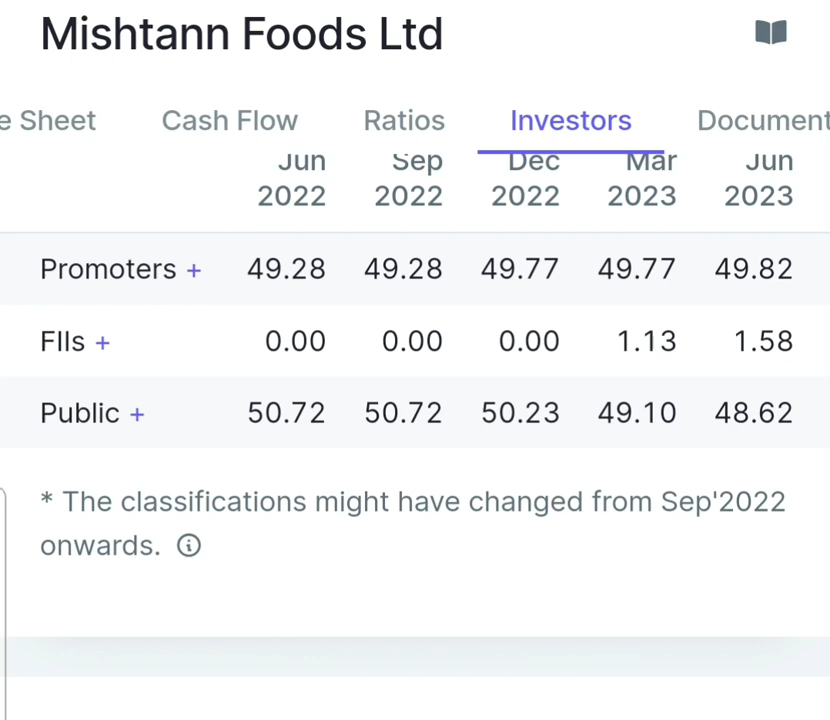 Mishtann Foods Ltd
e Sheet Cash Flow Ratios Investors Document
Jun Sep Dec Mar Jun
2022 2022 2022 2023 2023
Promoters + 49.28 49.28 49.77 49.77 49.82
FIIs + 0.00 0.00 0.00 1.13 1.58
Public + 50.72 50.72 50.23 49.10 48.62
* The classifications might have changed from Sep'2022
onwards.